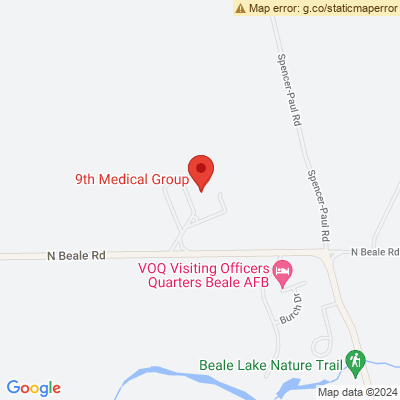 Map error: g.co/staticmaperror
Spencer-Paul Rd
9th Medical Group
Spencer-Paul Rd
N Beale Rd
N Beale Rd
VOQ Visiting Officers
Quarters Beale AFB
Burch Dr
Beale Lake Nature Trail
Google
Map data ©2024